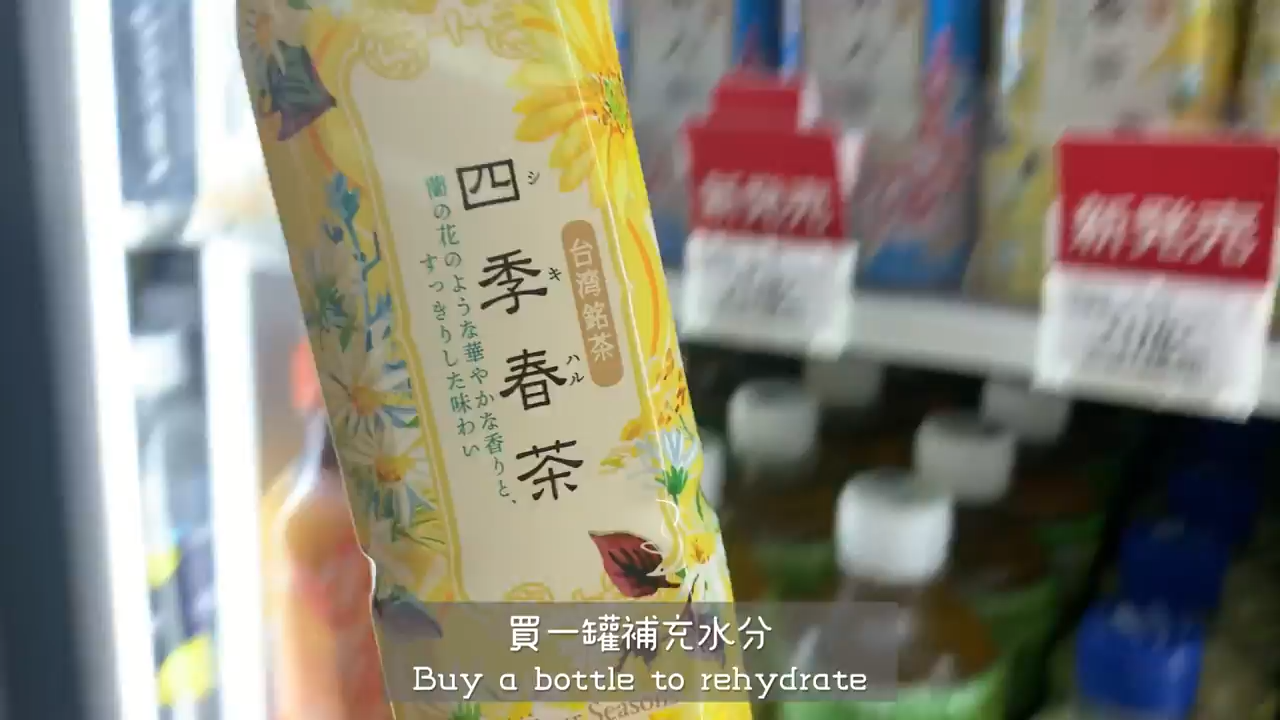 台湾銘茶
四季春茶
シキハル
蘭の花のような華やかな香りと、
すっきりした味わい
新発売
新発売
買一罐補充水分
Buy a bottle to rehydrate